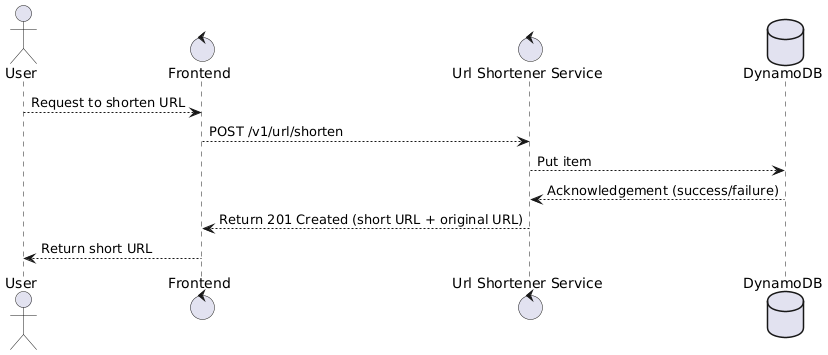 User Frontend Url Shortener Service DynamoDB
Request to shorten URL
POST /v1/url/shorten
Put item
Acknowledgement (success/failure)
Return 201 Created (short URL + original URL)
Return short URL
User Frontend Url Shortener Service DynamoDB